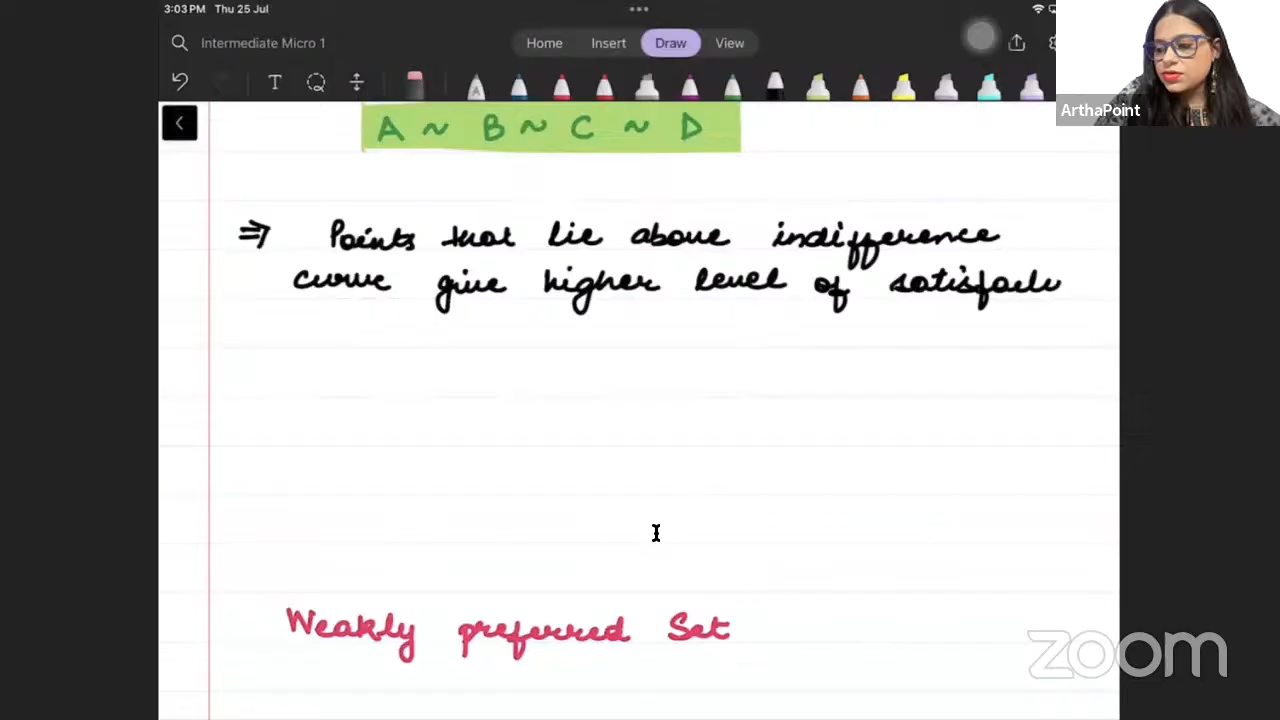 3:03 PM Thu 25 Jul
Intermediate Micro 1
Home Insert Draw View
ArthaPoint
A ~ B ~ C ~ D
⇒ Points that lie above indifference
curve give higher level of satisfactu
Weakly preferred Set
zoom